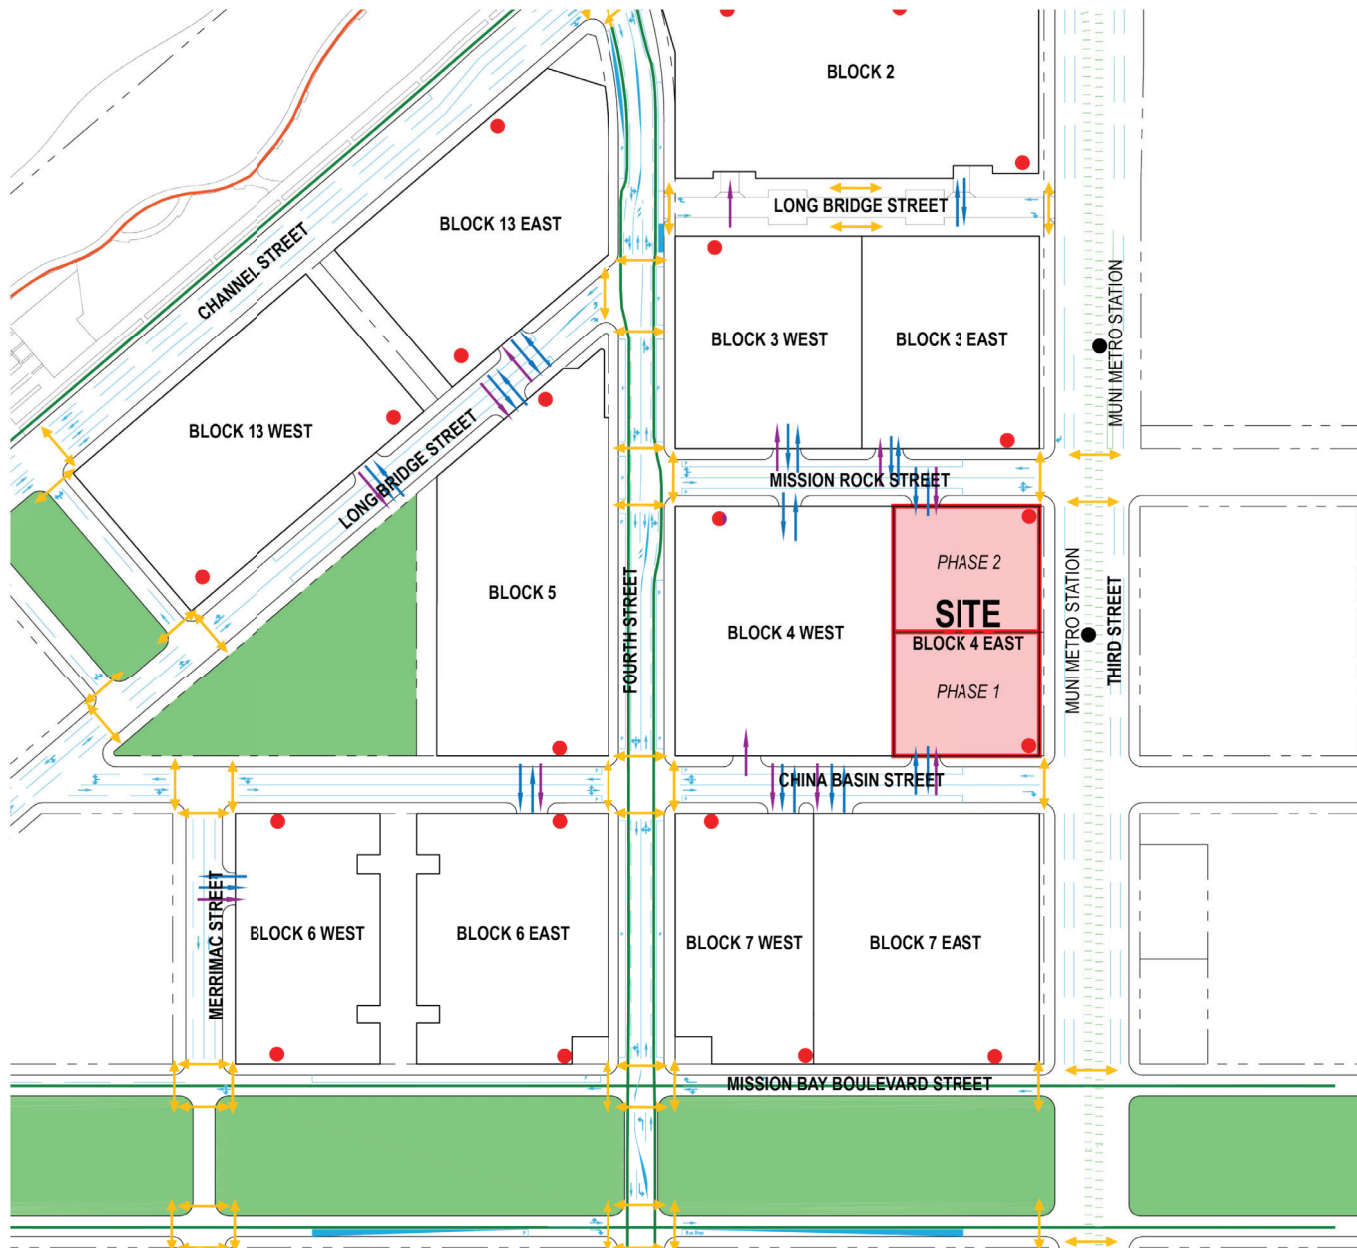 BLOCK 2
BLOCK 13 EAST
LONG BRIDGE STREET
CHANNEL STREET
MUNI METRO STATION
BLOCK 3 WEST
BLOCK 3 EAST
BLOCK 13 WEST
LONG BRIDGE STREET
MISSION ROCK STREET
PHASE 2
SITE
BLOCK 4 EAST
PHASE 1
BLOCK 5
FOURTH STREET
BLOCK 4 WEST
MUNI METRO STATION
THIRD STREET
CHINA BASIN STREET
MERRIMAC STREET
BLOCK 6 WEST
BLOCK 6 EAST
BLOCK 7 WEST
BLOCK 7 EAST
MISSION BAY BOULEVARD STREET
Bus Stop